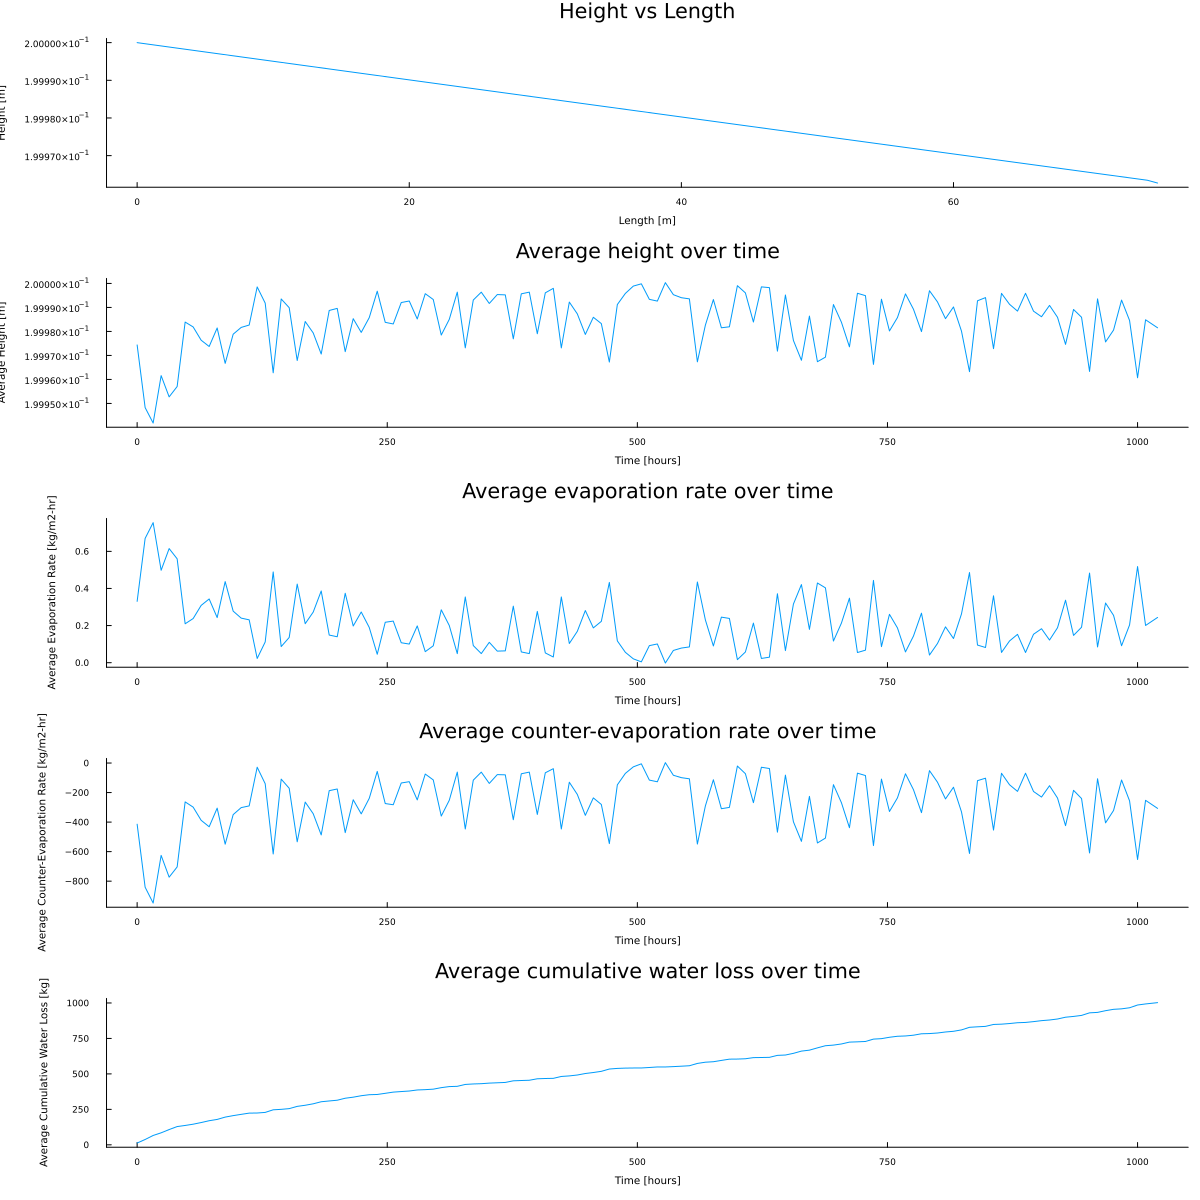 Height vs Length
2.00000×10⁻¹
1.99990×10⁻¹
1.99980×10⁻¹
1.99970×10⁻¹
Height [m]
0 20 40 60
Length [m]
Average height over time
2.00000×10⁻¹
1.99990×10⁻¹
1.99980×10⁻¹
1.99970×10⁻¹
1.99960×10⁻¹
1.99950×10⁻¹
Average Height [m]
0 250 500 750 1000
Time [hours]
Average evaporation rate over time
Average Evaporation Rate [kg/m2-hr]
0.6
0.4
0.2
0.0
0 250 500 750 1000
Time [hours]
Average counter-evaporation rate over time
Average Counter-Evaporation Rate [kg/m2-hr]
0
−200
−400
−600
−800
0 250 500 750 1000
Time [hours]
Average cumulative water loss over time
Average Cumulative Water Loss [kg]
1000
750
500
250
0
0 250 500 750 1000
Time [hours]